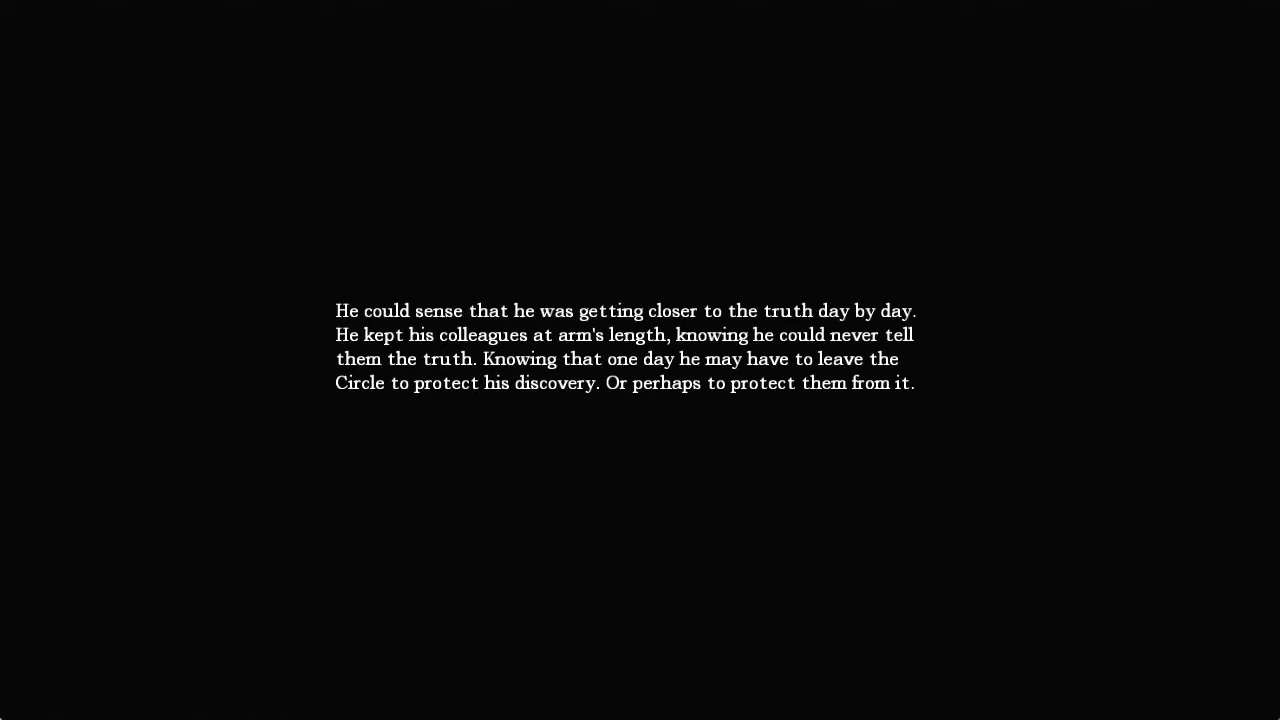 He could sense that he was getting closer to the truth day by day.
He kept his colleagues at arm's length, knowing he could never tell
them the truth. Knowing that one day he may have to leave the
Circle to protect his discovery. Or perhaps to protect them from it.